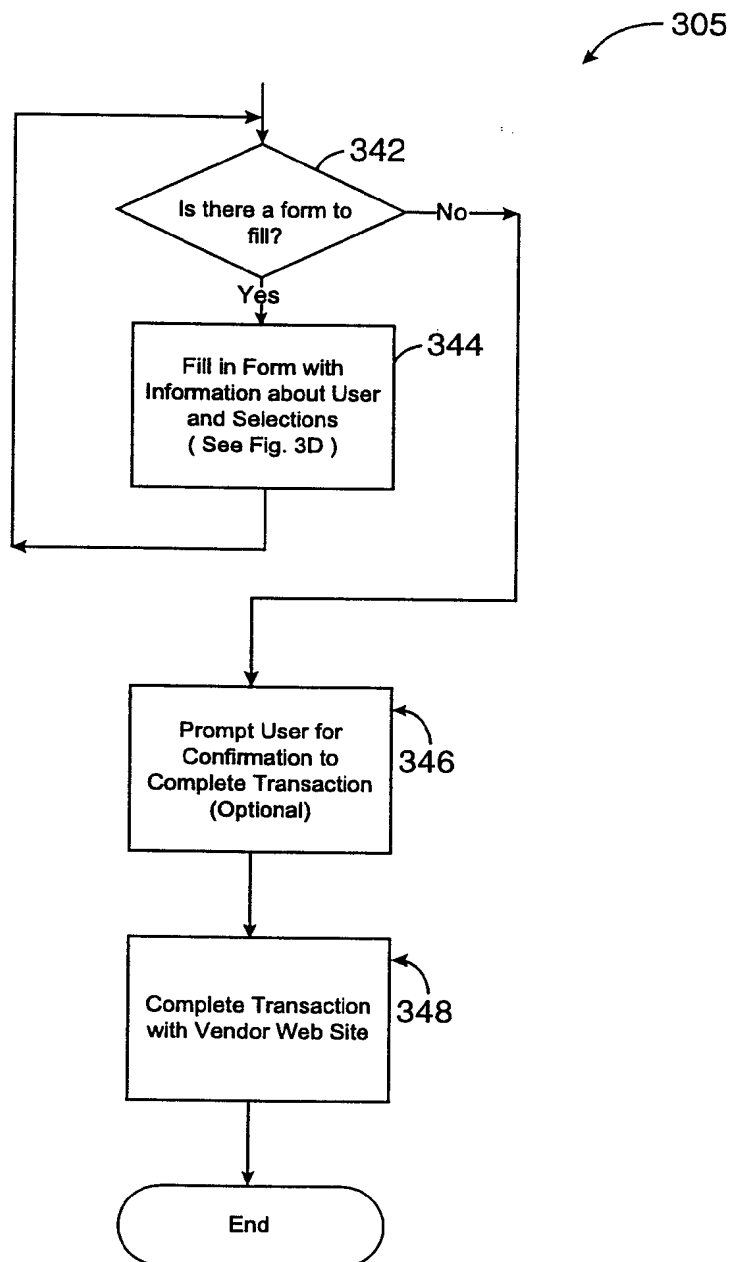 305
342
Is there a form to
fill?
No
Yes
344
Fill in Form with
Information about User
and Selections
( See Fig. 3D )
Prompt User for
Confirmation to
Complete Transaction
(Optional)
346
Complete Transaction
with Vendor Web Site
348
End